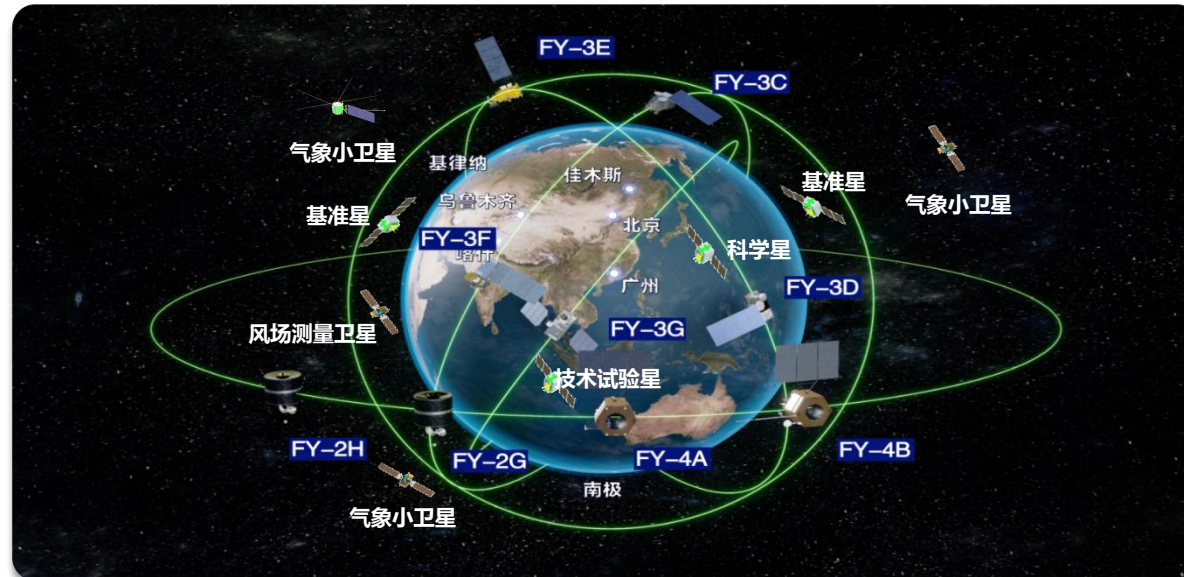 FY-3E
FY-3C
气象小卫星
基律纳
佳木斯
基准星
乌鲁木齐
气象小卫星
基准星
北京
FY-3F
科学星
喀什
广州
FY-3D
风场测量卫星
FY-3G
技术试验星
FY-2H
FY-2G
FY-4A
FY-4B
南极
气象小卫星